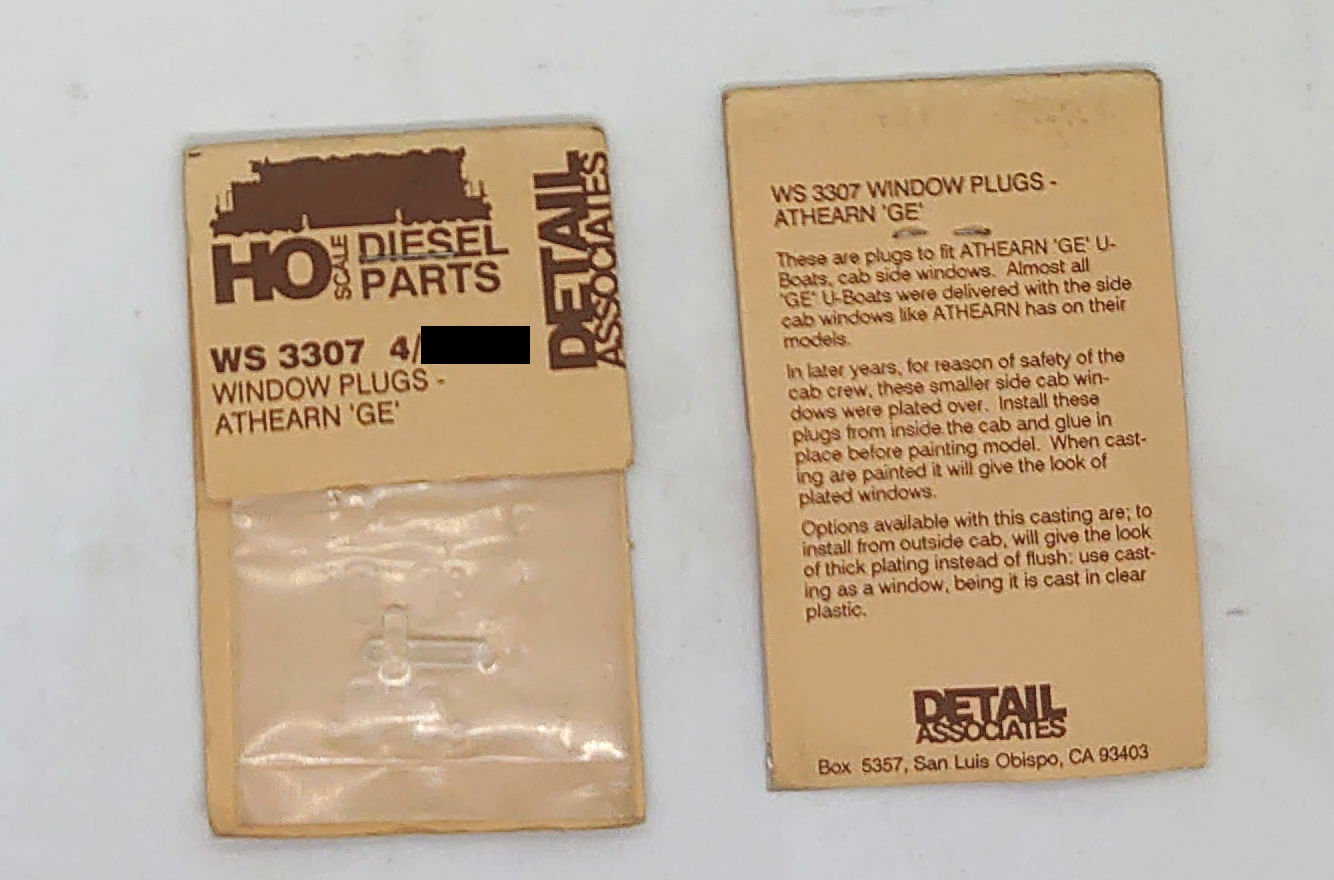 HO SCALE DIESEL
PARTS
DETAIL
ASSOCIATES
WS 3307 4/
WINDOW PLUGS -
ATHEARN 'GE'
WS 3307 WINDOW PLUGS -
ATHEARN 'GE'
These are plugs to fit ATHEARN 'GE' U-
Boats, cab side windows. Almost all
'GE' U-Boats were delivered with the side
cab windows like ATHEARN has on their
models.
In later years, for reason of safety of the
cab crew, these smaller side cab win-
dows were plated over. Install these
plugs from inside the cab and glue in
place before painting model. When cast-
ing are painted it will give the look of
plated windows.
Options available with this casting are; to
install from outside cab, will give the look
of thick plating instead of flush: use cast-
ing as a window, being it is cast in clear
plastic.
DETAIL
ASSOCIATES
Box 5357, San Luis Obispo, CA 93403